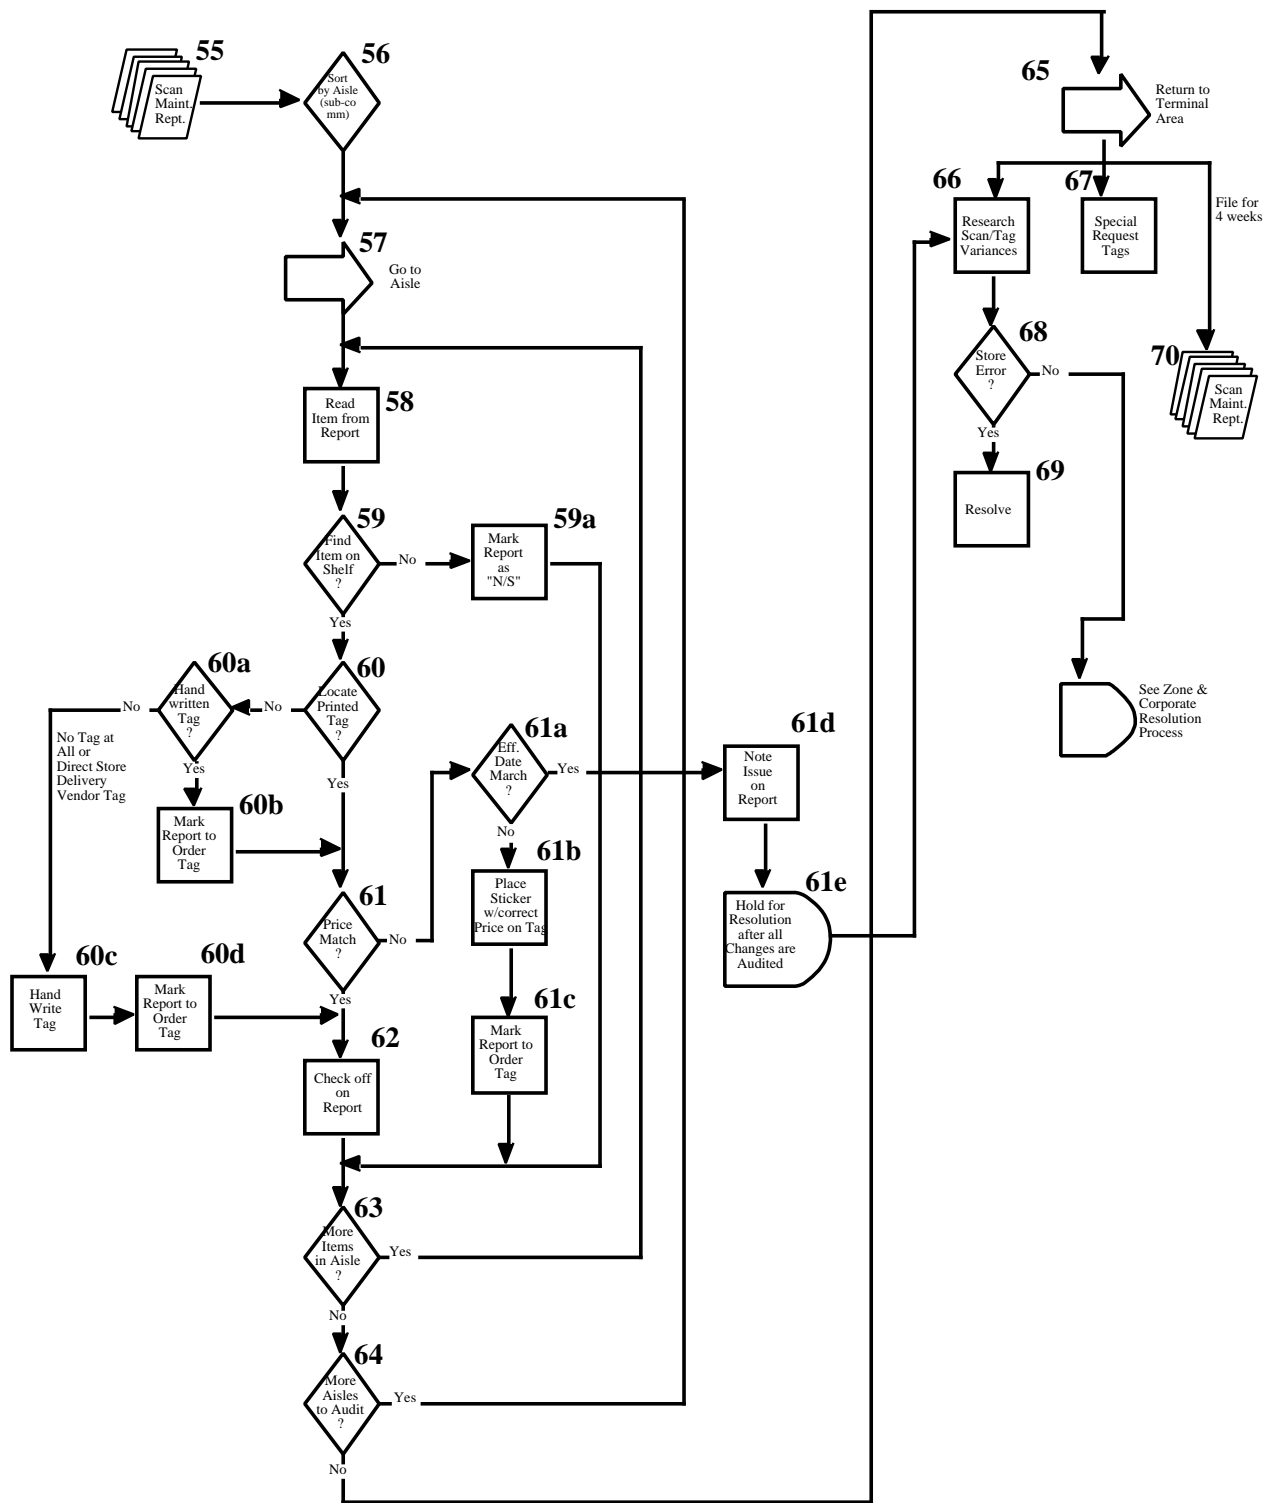 55
Scan
Maint.
Rept.
56
Sort
by Aisle
(sub-co
mm)
57
Go to
Aisle
58
Read
Item from
Report
59
Find
Item on
Shelf
?
No
Yes
59a
Mark
Report
as
"N/S"
60
Locate
Printed
Tag
?
No
Yes
60a
Hand
written
Tag
?
No
Yes
No Tag at
All or
Direct Store
Delivery
Vendor Tag
60b
Mark
Report to
Order
Tag
60c
Hand
Write
Tag
60d
Mark
Report to
Order
Tag
61
Price
Match
?
No
Yes
61a
Eff.
Date
March
?
Yes
No
61b
Place
Sticker
w/correct
Price on Tag
61c
Mark
Report to
Order
Tag
61d
Note
Issue
on
Report
61e
Hold for
Resolution
after all
Changes are
Audited
62
Check off
on
Report
63
More
Items
in Aisle
?
Yes
No
64
More
Aisles
to Audit
?
Yes
No
65
Return to
Terminal
Area
66
Research
Scan/Tag
Variances
67
Special
Request
Tags
File for
4 weeks
68
Store
Error
?
No
Yes
69
Resolve
70
Scan
Maint.
Rept.
See Zone &
Corporate
Resolution
Process